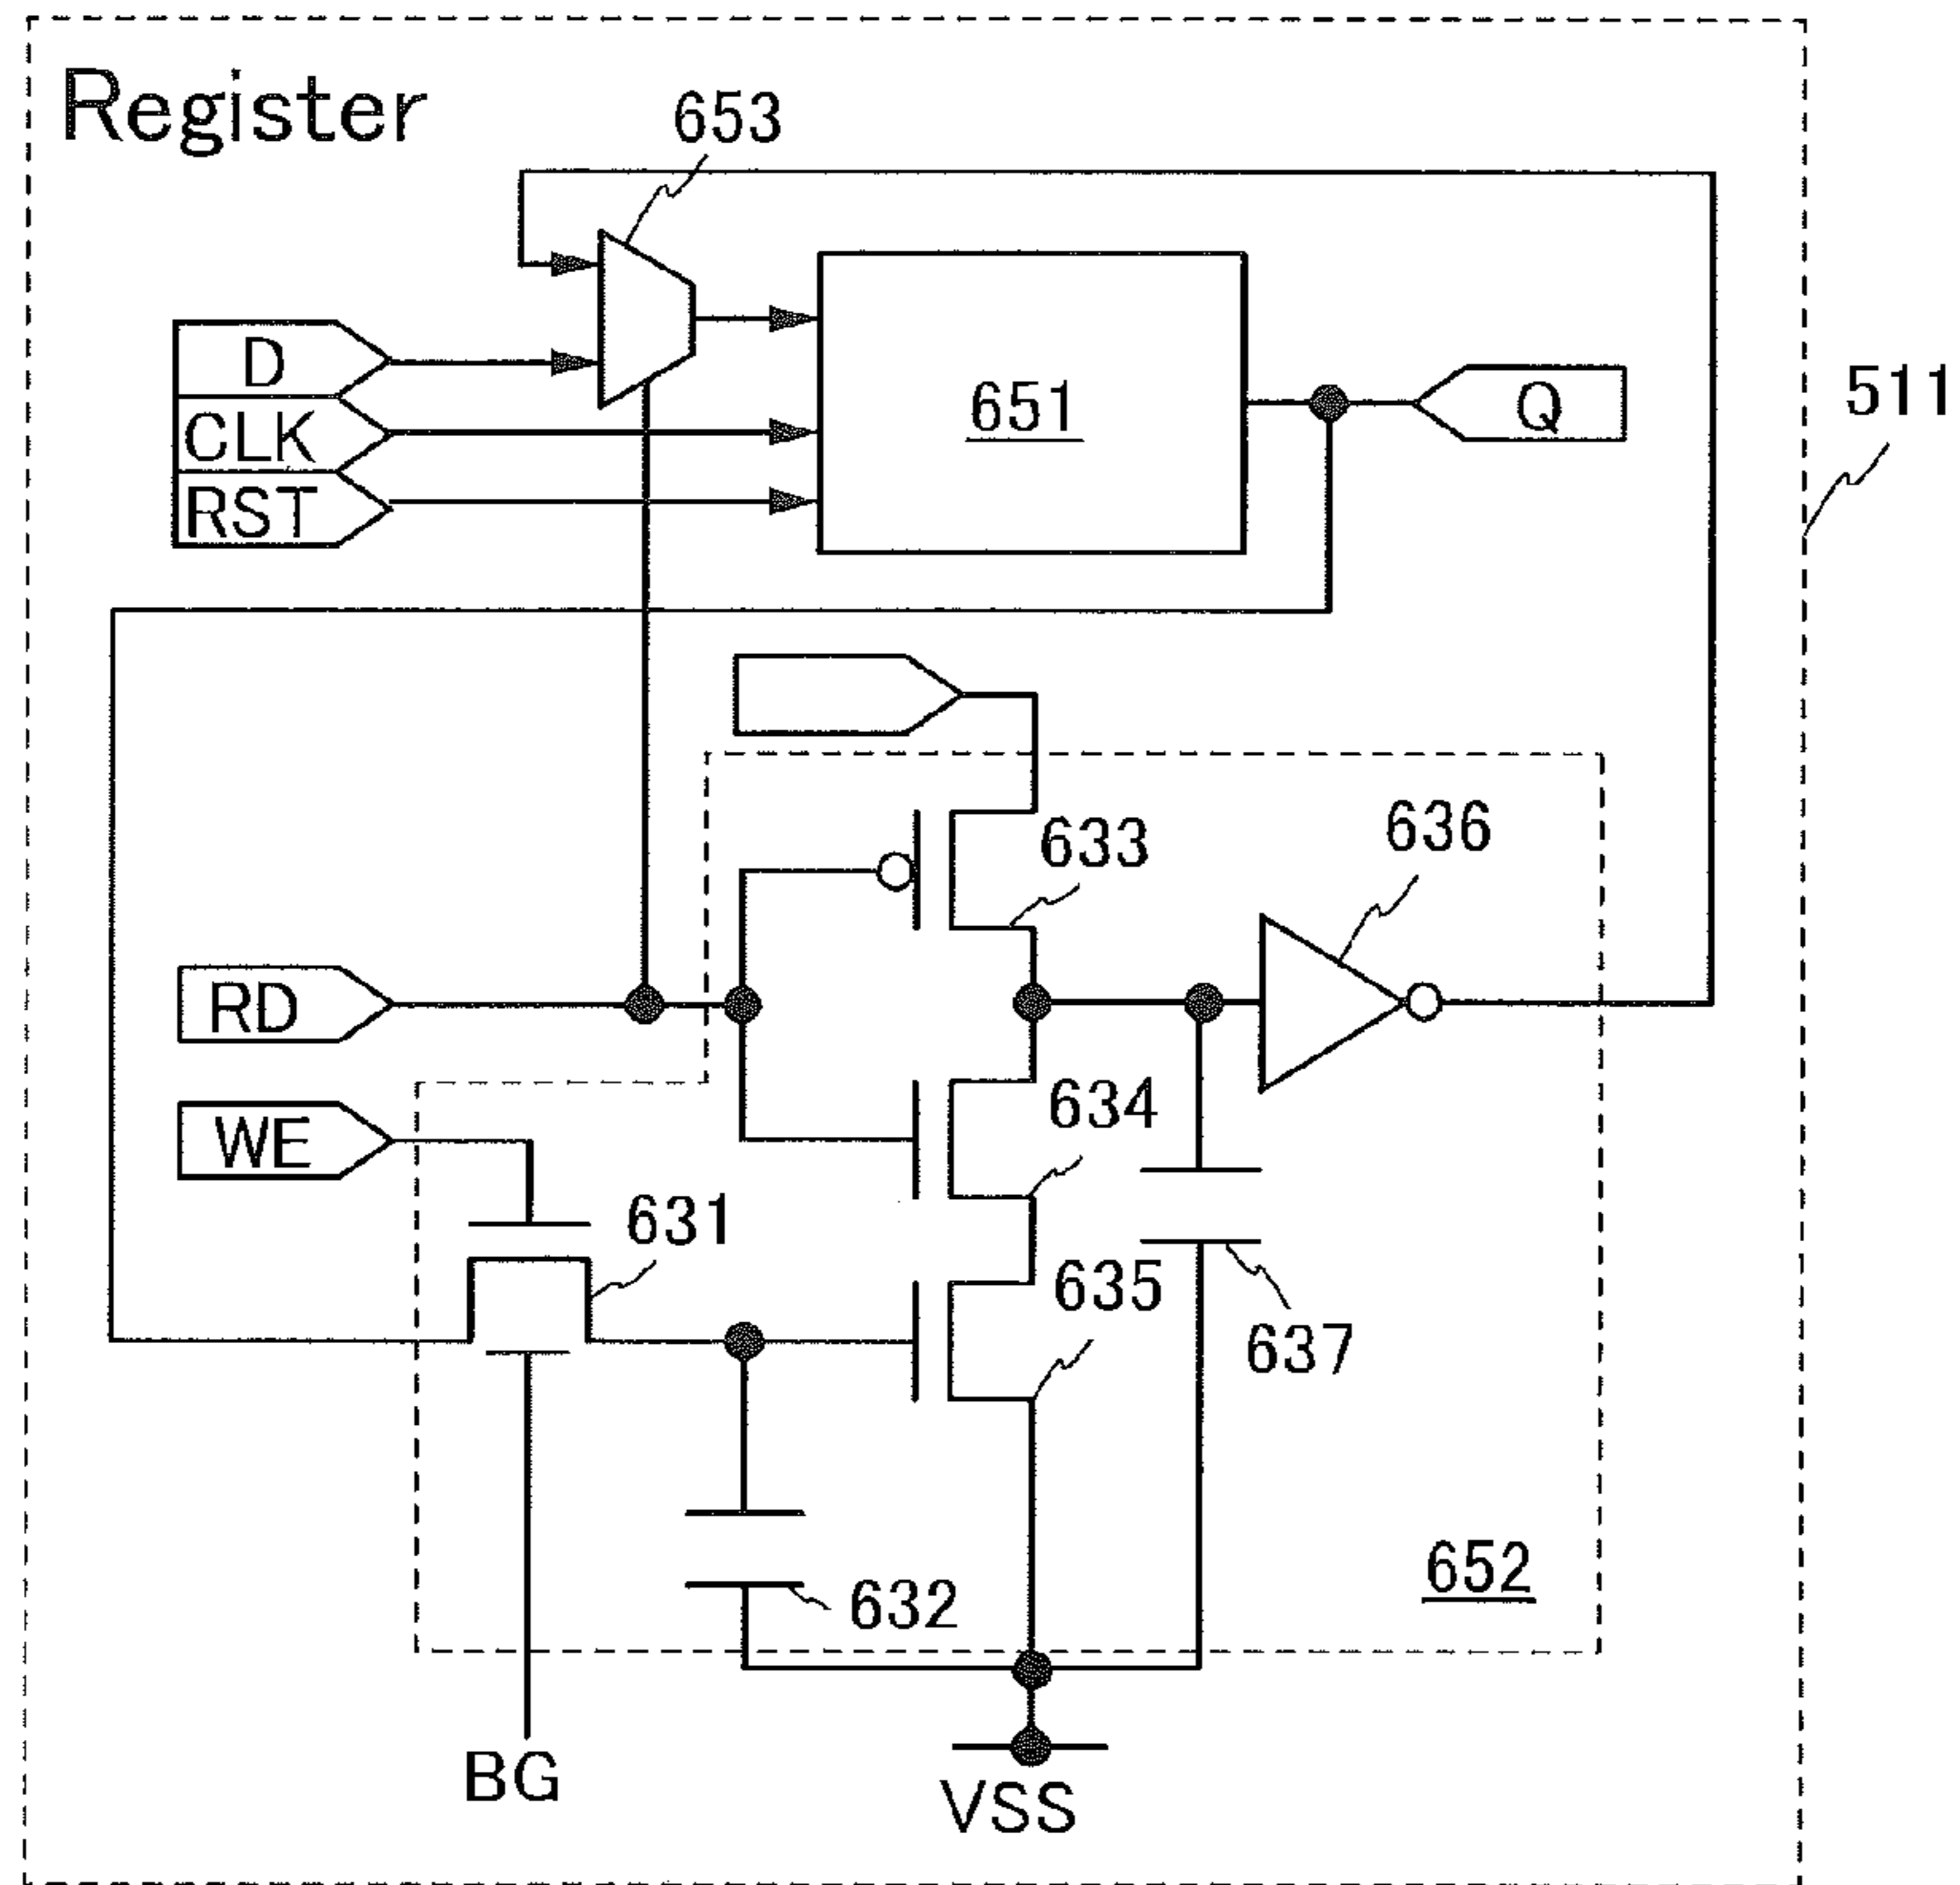 Register
653
D
CLK
RST
651
Q
511
633
636
RD
634
WE
631
635
637
632
652
BG
VSS